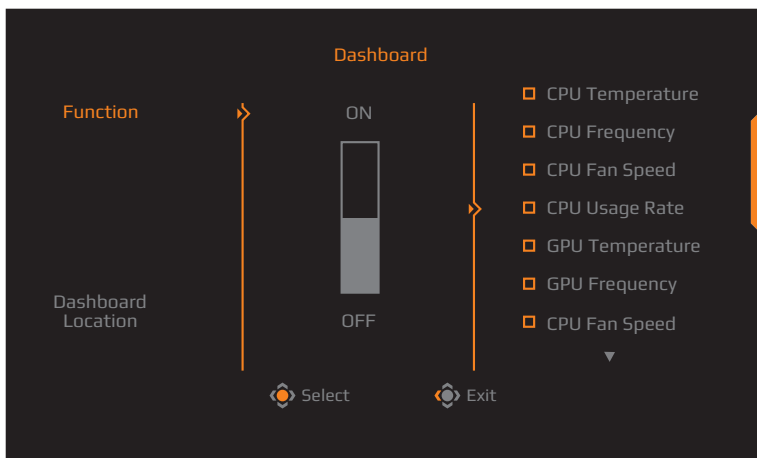 Dashboard
Function
Dashboard
Location
ON
OFF
CPU Temperature
CPU Frequency
CPU Fan Speed
CPU Usage Rate
GPU Temperature
GPU Frequency
CPU Fan Speed
Select
Exit